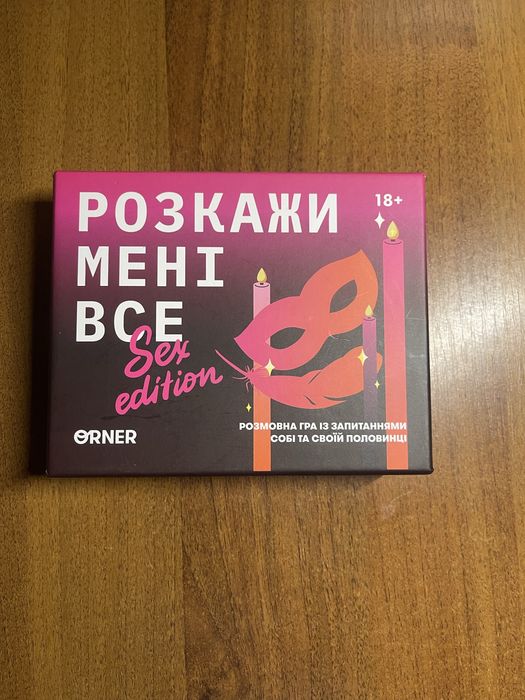 РОЗКАЖИ
МЕНІ
ВСЕ
Sex
edition
18+
ORNER
РОЗМОВНА ГРА ІЗ ЗАПИТАННЯМИ
СОБІ ТА СВОЇЙ ПОЛОВИНЦІ